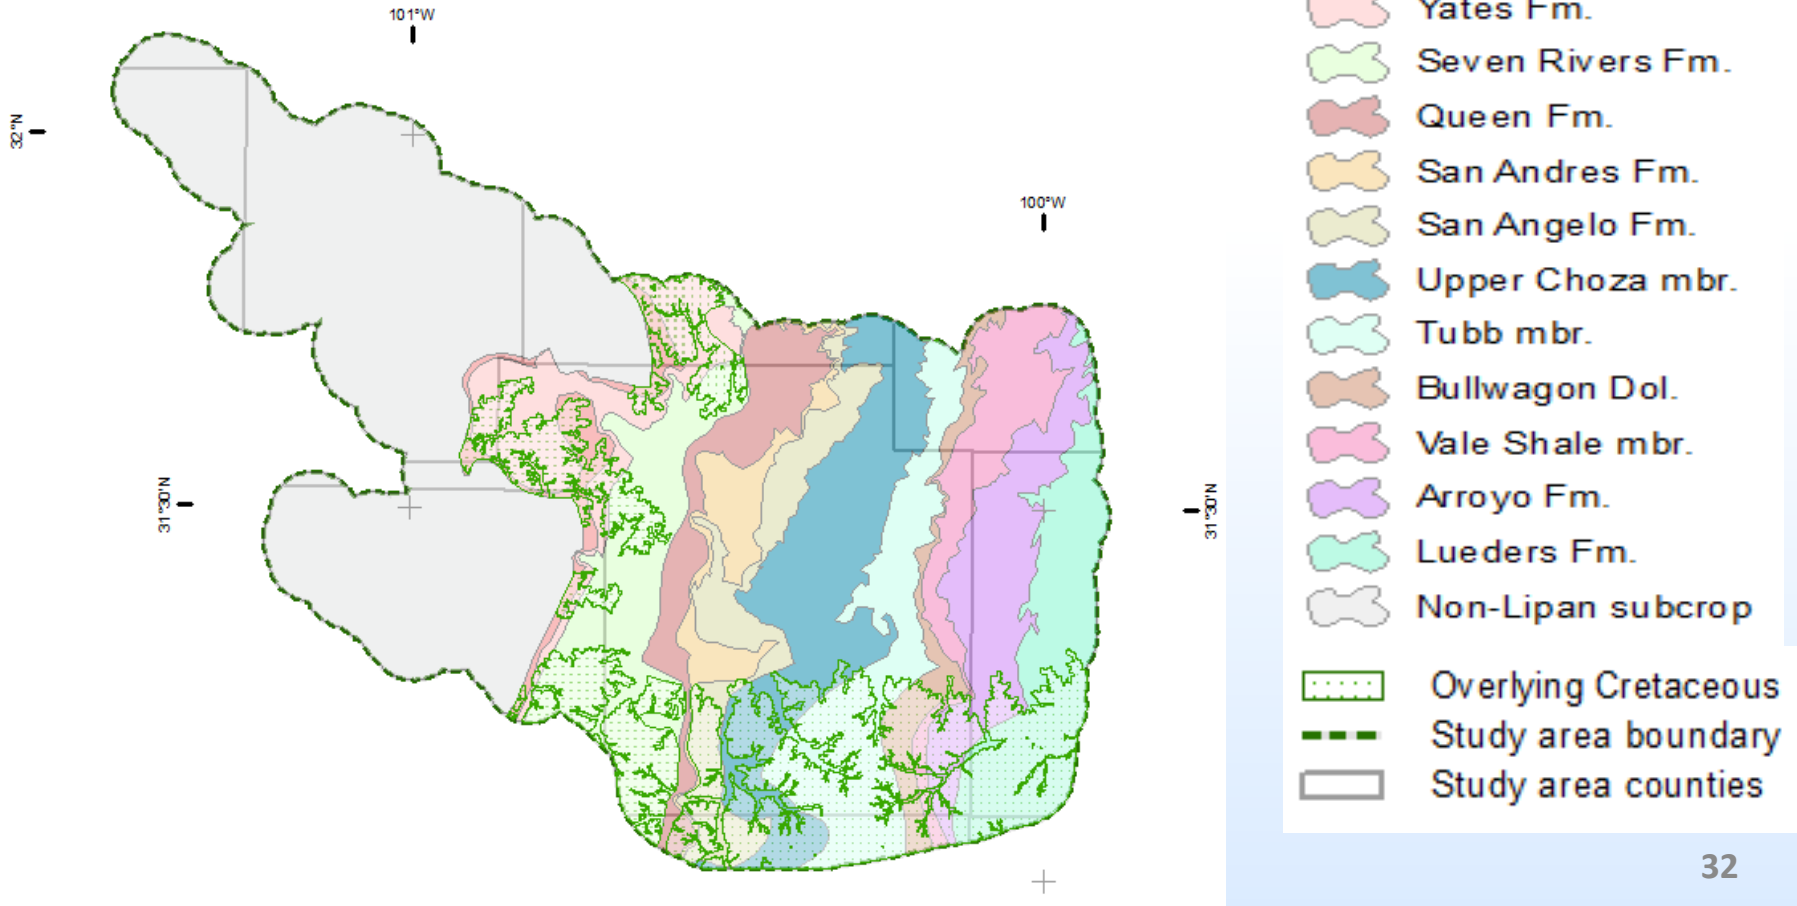 101°W
32°N
100°W
31°30'N
31°30'N
Yates Fm.
Seven Rivers Fm.
Queen Fm.
San Andres Fm.
San Angelo Fm.
Upper Choza mbr.
Tubb mbr.
Bullwagon Dol.
Vale Shale mbr.
Arroyo Fm.
Lueders Fm.
Non-Lipan subcrop
Overlying Cretaceous
Study area boundary
Study area counties
32